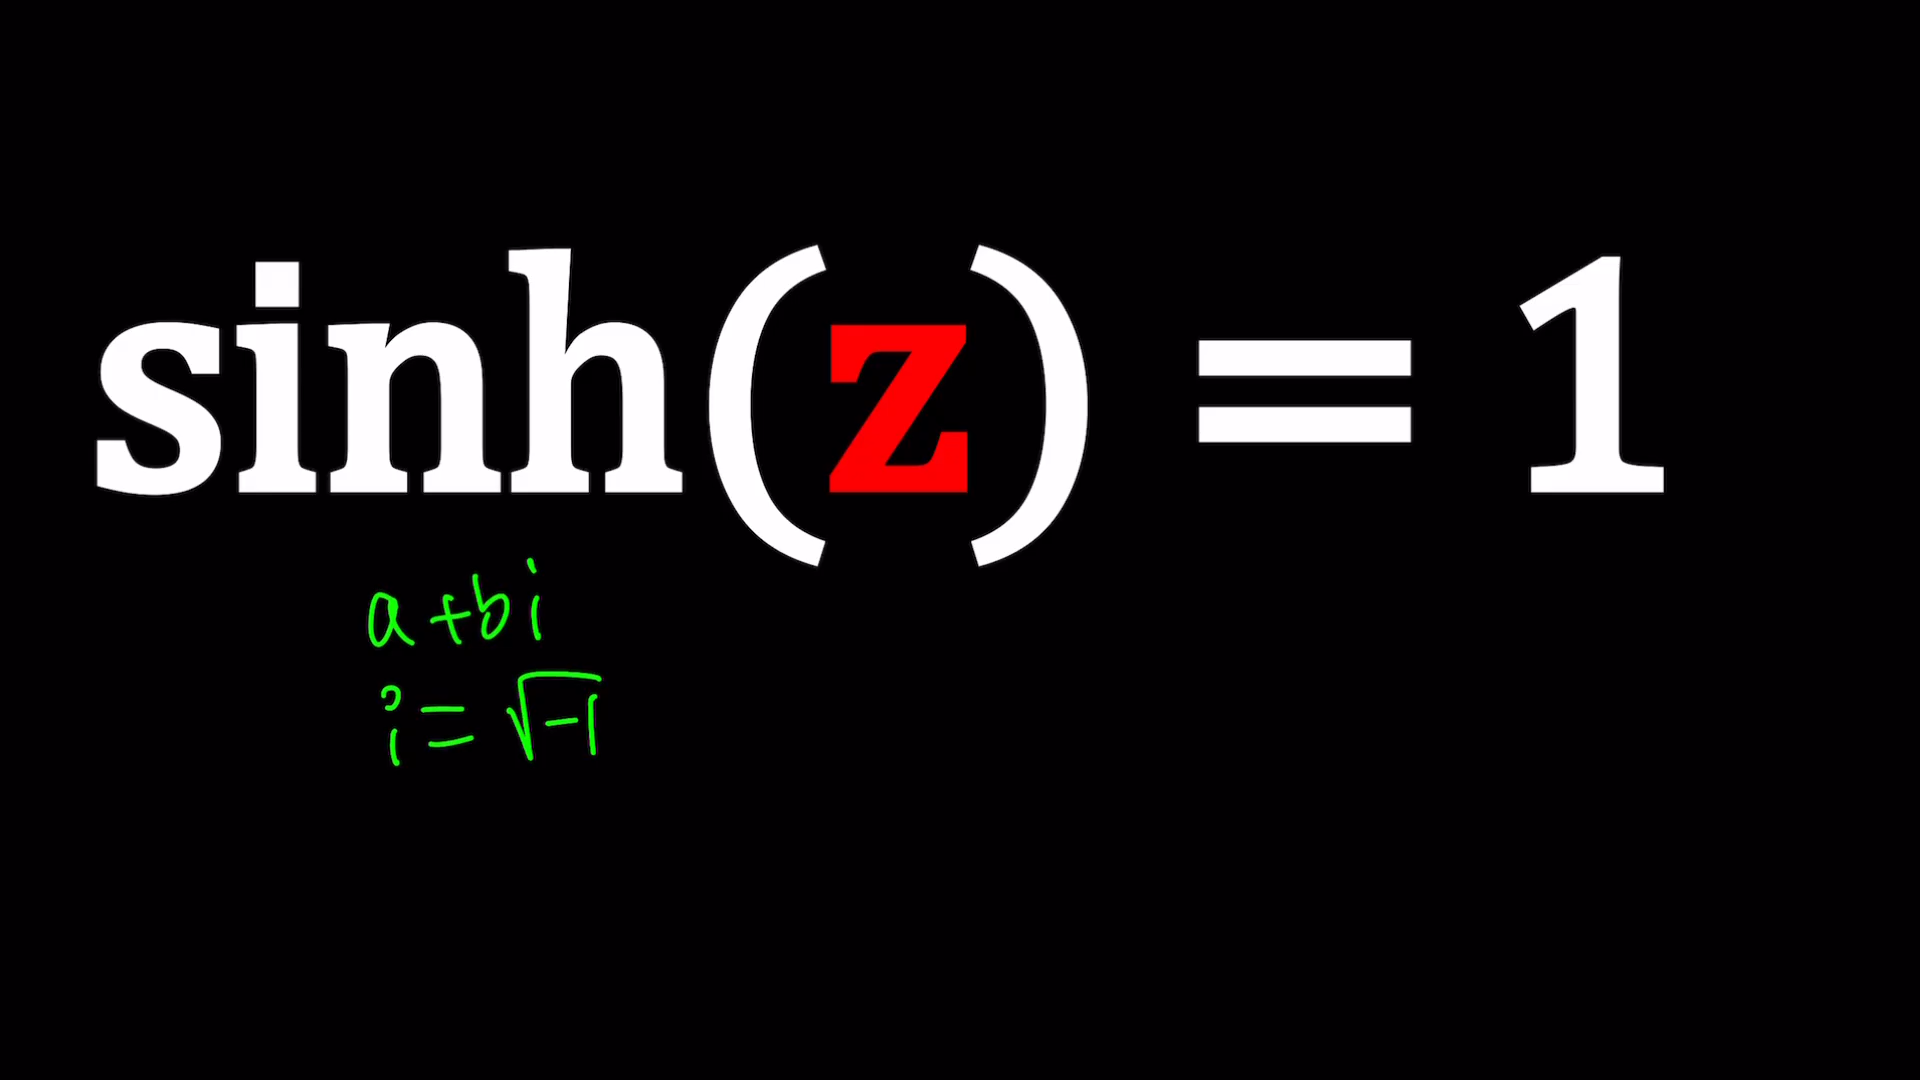 sinh(z) = 1
a+bi
i = √-1